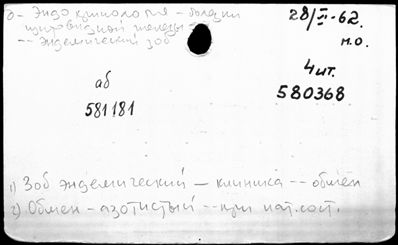 б- Эндокринология - болезни
щитовидной железы -
-- эндемический зоб
28/II-62.
м.о.
4ит.
580368
аб
581181
1) Зоб эндемический - клиника -- обмен
2) Обмен - азотистый -- при пат. сост.